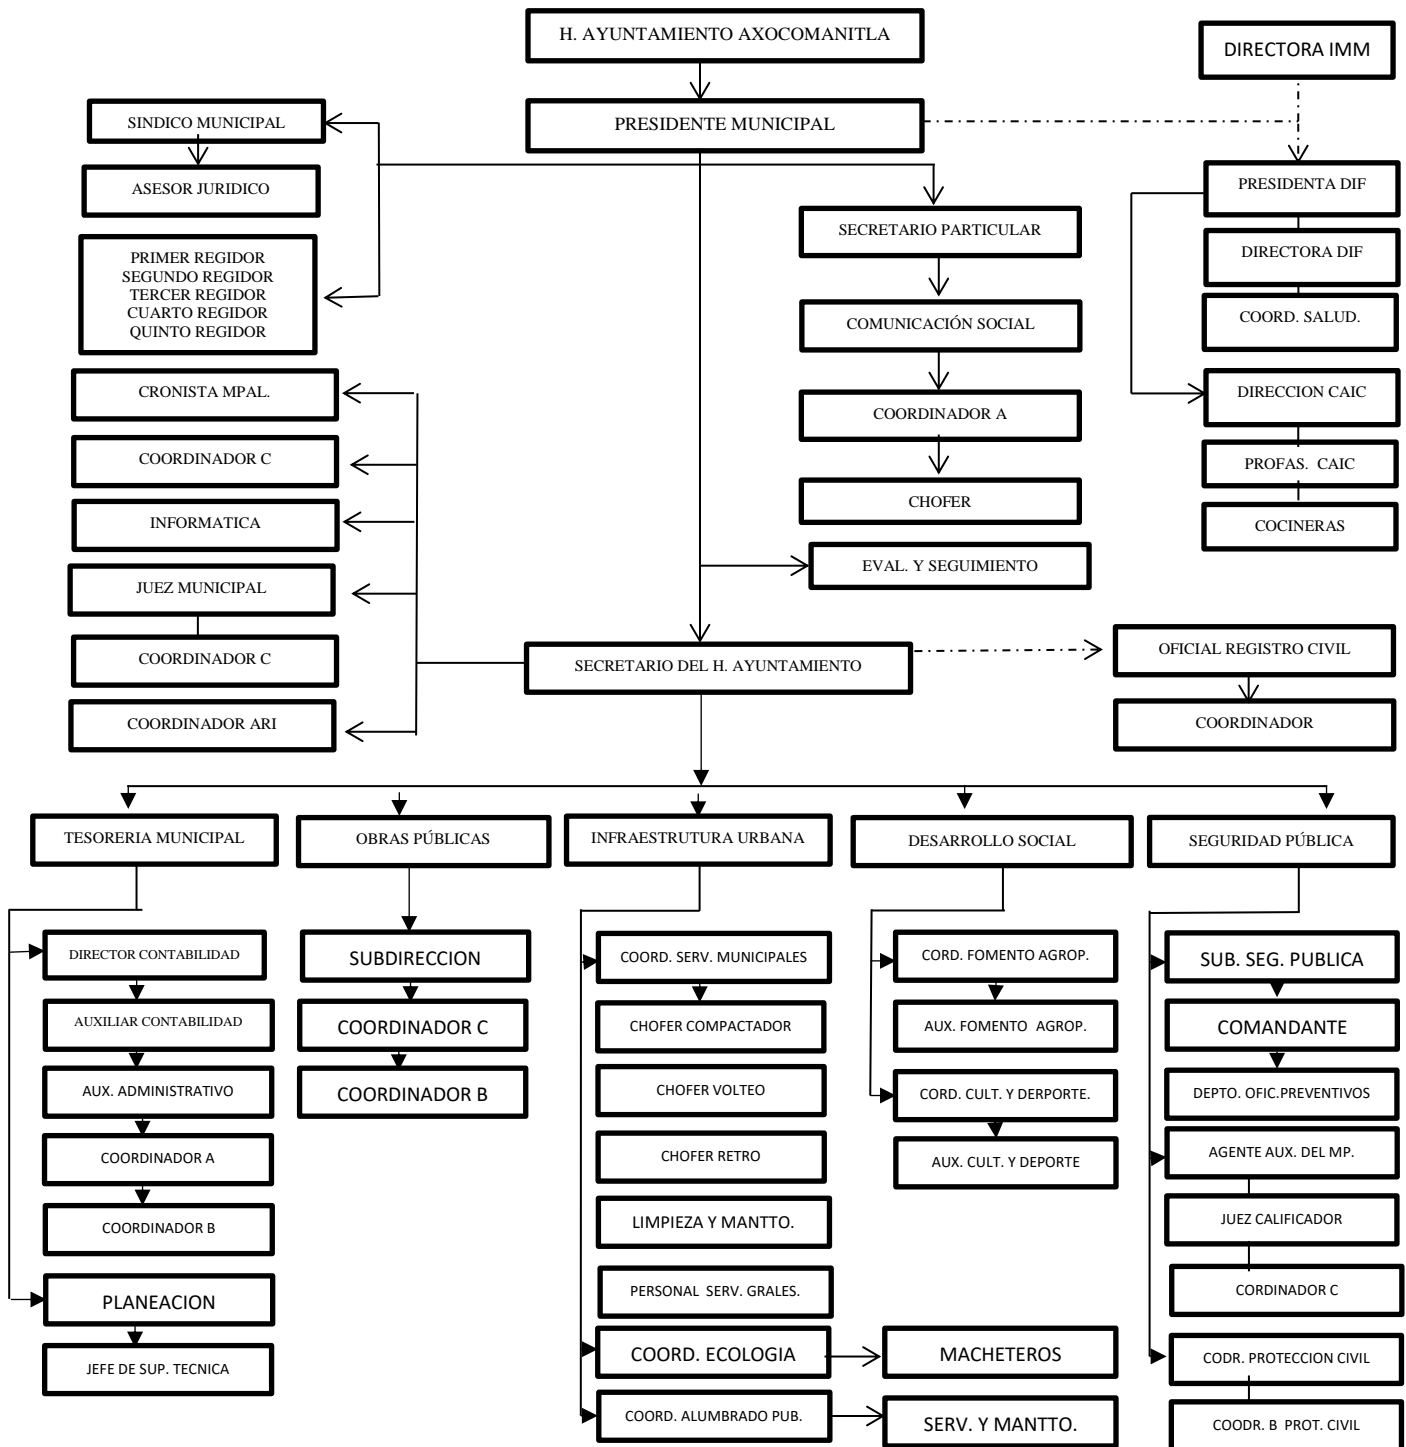 H. AYUNTAMIENTO AXOCOMANITLA
DIRECTORA IMM
SINDICO MUNICIPAL
PRESIDENTE MUNICIPAL
ASESOR JURIDICO
PRESIDENTA DIF
SECRETARIO PARTICULAR
PRIMER REGIDOR
SEGUNDO REGIDOR
TERCER REGIDOR
CUARTO REGIDOR
QUINTO REGIDOR
DIRECTORA DIF
COMUNICACIÓN SOCIAL
COORD. SALUD.
CRONISTA MPAL.
COORDINADOR A
DIRECCION CAIC
COORDINADOR C
PROFAS. CAIC
CHOFER
INFORMATICA
COCINERAS
EVAL. Y SEGUIMIENTO
JUEZ MUNICIPAL
COORDINADOR C
SECRETARIO DEL H. AYUNTAMIENTO
OFICIAL REGISTRO CIVIL
COORDINADOR ARI
COORDINADOR
TESORERIA MUNICIPAL
OBRAS PÚBLICAS
INFRAESTRUTURA URBANA
DESARROLLO SOCIAL
SEGURIDAD PÚBLICA
DIRECTOR CONTABILIDAD
SUBDIRECCION
COORD. SERV. MUNICIPALES
CORD. FOMENTO AGROP.
SUB. SEG. PUBLICA
AUXILIAR CONTABILIDAD
COORDINADOR C
CHOFER COMPACTADOR
AUX. FOMENTO AGROP.
COMANDANTE
AUX. ADMINISTRATIVO
COORDINADOR B
CHOFER VOLTEO
CORD. CULT. Y DERPORTE.
DEPTO. OFIC.PREVENTIVOS
COORDINADOR A
CHOFER RETRO
AUX. CULT. Y DEPORTE
AGENTE AUX. DEL MP.
COORDINADOR B
LIMPIEZA Y MANTTO.
JUEZ CALIFICADOR
PLANEACION
PERSONAL SERV. GRALES.
CORDINADOR C
JEFE DE SUP. TECNICA
COORD. ECOLOGIA
MACHETEROS
CODR. PROTECCION CIVIL
COORD. ALUMBRADO PUB.
SERV. Y MANTTO.
COODR. B PROT. CIVIL